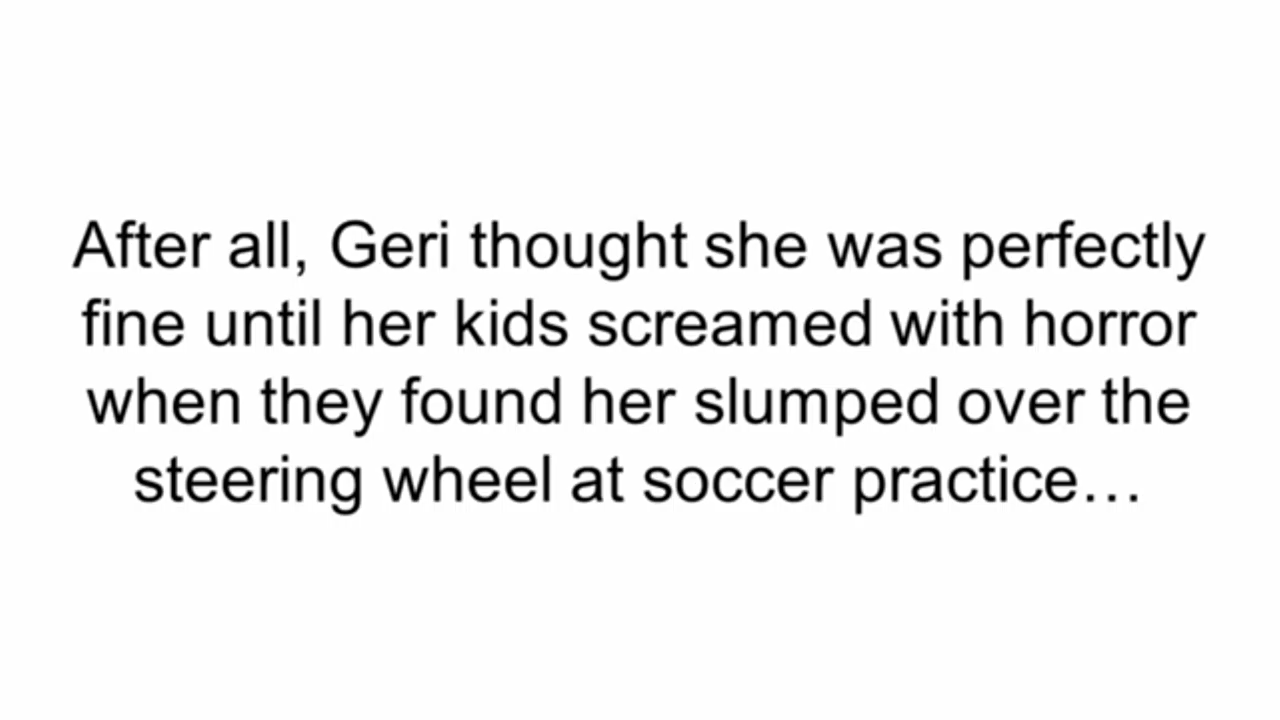 After all, Geri thought she was perfectly
fine until her kids screamed with horror
when they found her slumped over the
steering wheel at soccer practice…